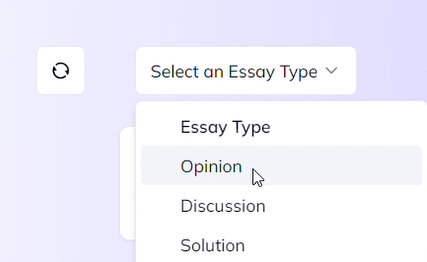 Select an Essay Type
Essay Type
Opinion
Discussion
Solution